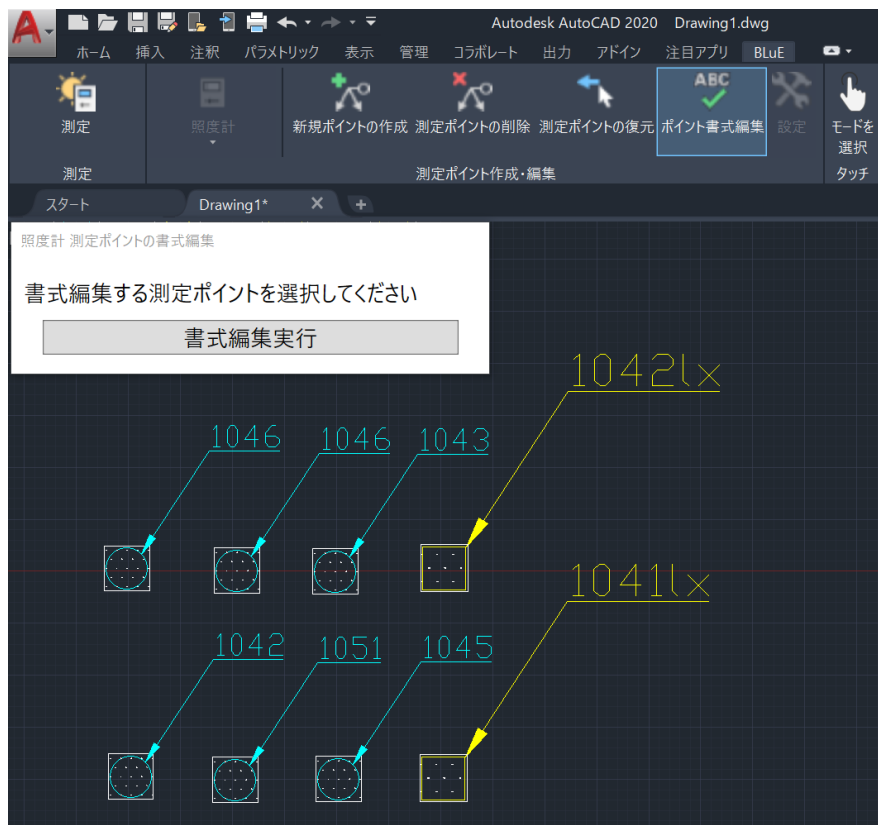 Autodesk AutoCAD 2020 Drawing1.dwg
ホーム 挿入 注釈 パラメトリック 表示 管理 コラボレート 出力 アドイン 注目アプリ BLuE
測定 照度計 新規ポイントの作成 測定ポイントの削除 測定ポイントの復元 ABC ポイント書式編集 設定 モードを
選択
測定 測定ポイント作成・編集 タッチ
スタート Drawing1*
照度計 測定ポイントの書式編集
書式編集する測定ポイントを選択してください
書式編集実行
1042lx
1046 1046 1043
1041lx
1042 1051 1045